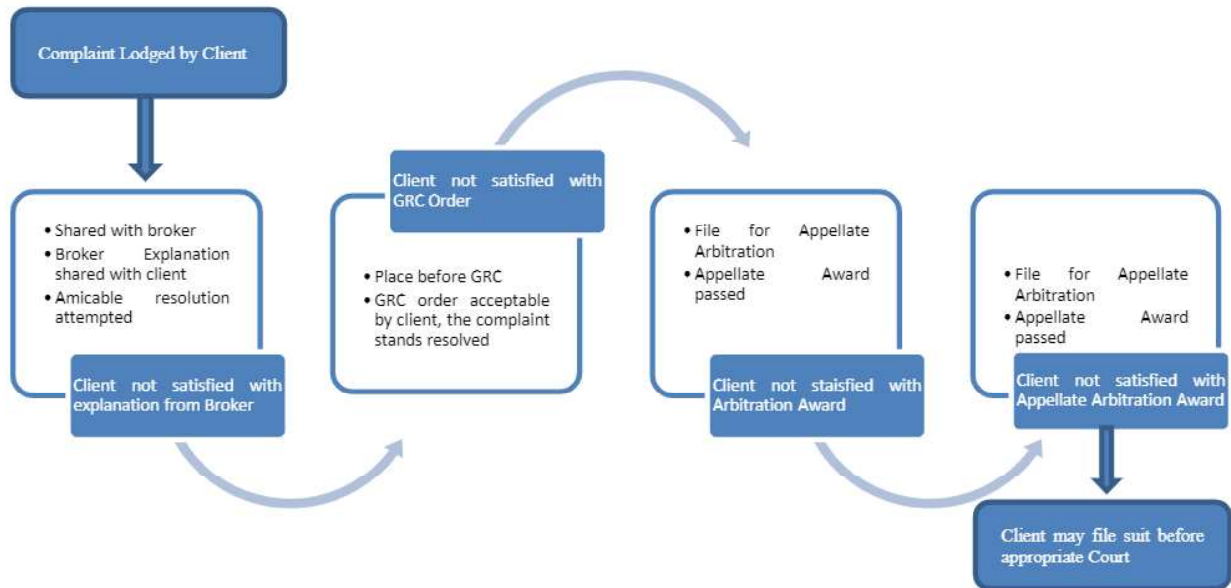 Complaint Lodged by Client
• Shared with broker
• Broker Explanation
shared with client
• Amicable resolution
attempted
Client not satisfied with
explanation from Broker
Client not satisfied with
GRC Order
• Place before GRC
• GRC order acceptable
by client, the complaint
stands resolved
• File for Appellate
Arbitration
• Appellate Award
passed
Client not staisfied with
Arbitration Award
• File for Appellate
Arbitration
• Appellate Award
passed
Client not satisfied with
Appellate Arbitration Award
Client may file suit before
appropriate Court